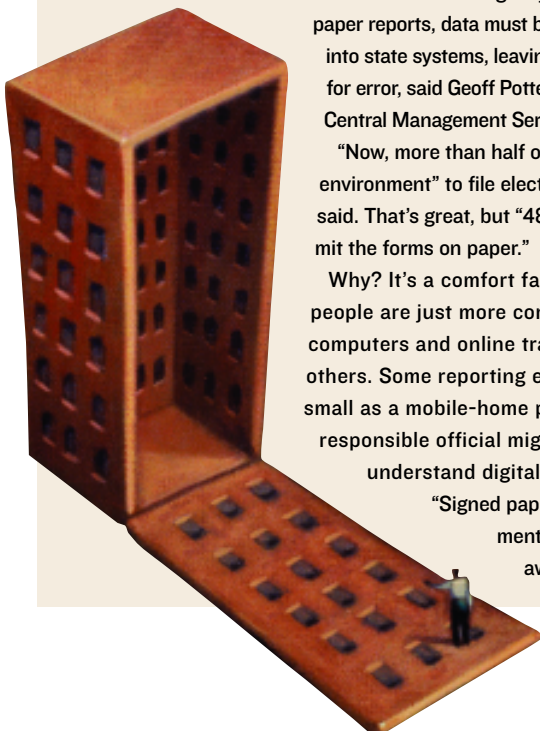 paper reports, data must b
into state systems, leavin
for error, said Geoff Potte
Central Management Ser
“Now, more than half o
environment” to file elect
said. That’s great, but “48
mit the forms on paper.”
Why? It’s a comfort fa
people are just more con
computers and online tra
others. Some reporting e
small as a mobile-home p
responsible official mig
understand digital
“Signed pap
ment
av